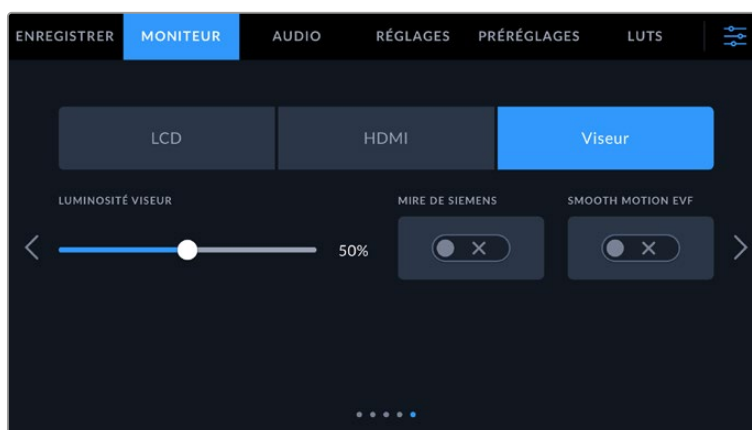 ENREGISTRER MONITEUR AUDIO RÉGLAGES PRÉRÉGLAGES LUTS
LCD HDMI Viseur
LUMINOSITÉ VISEUR MIRE DE SIEMENS SMOOTH MOTION EVF
50%